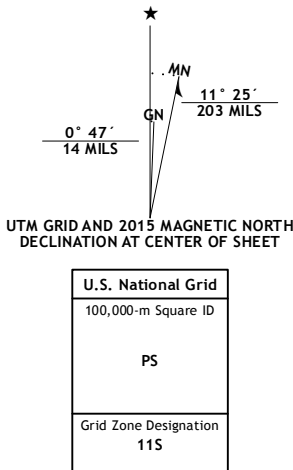 ★
MN
GN
11° 25´
203 MILS
0° 47´
14 MILS
UTM GRID AND 2015 MAGNETIC NORTH
DECLINATION AT CENTER OF SHEET
U.S. National Grid
100,000-m Square ID
PS
Grid Zone Designation
11S